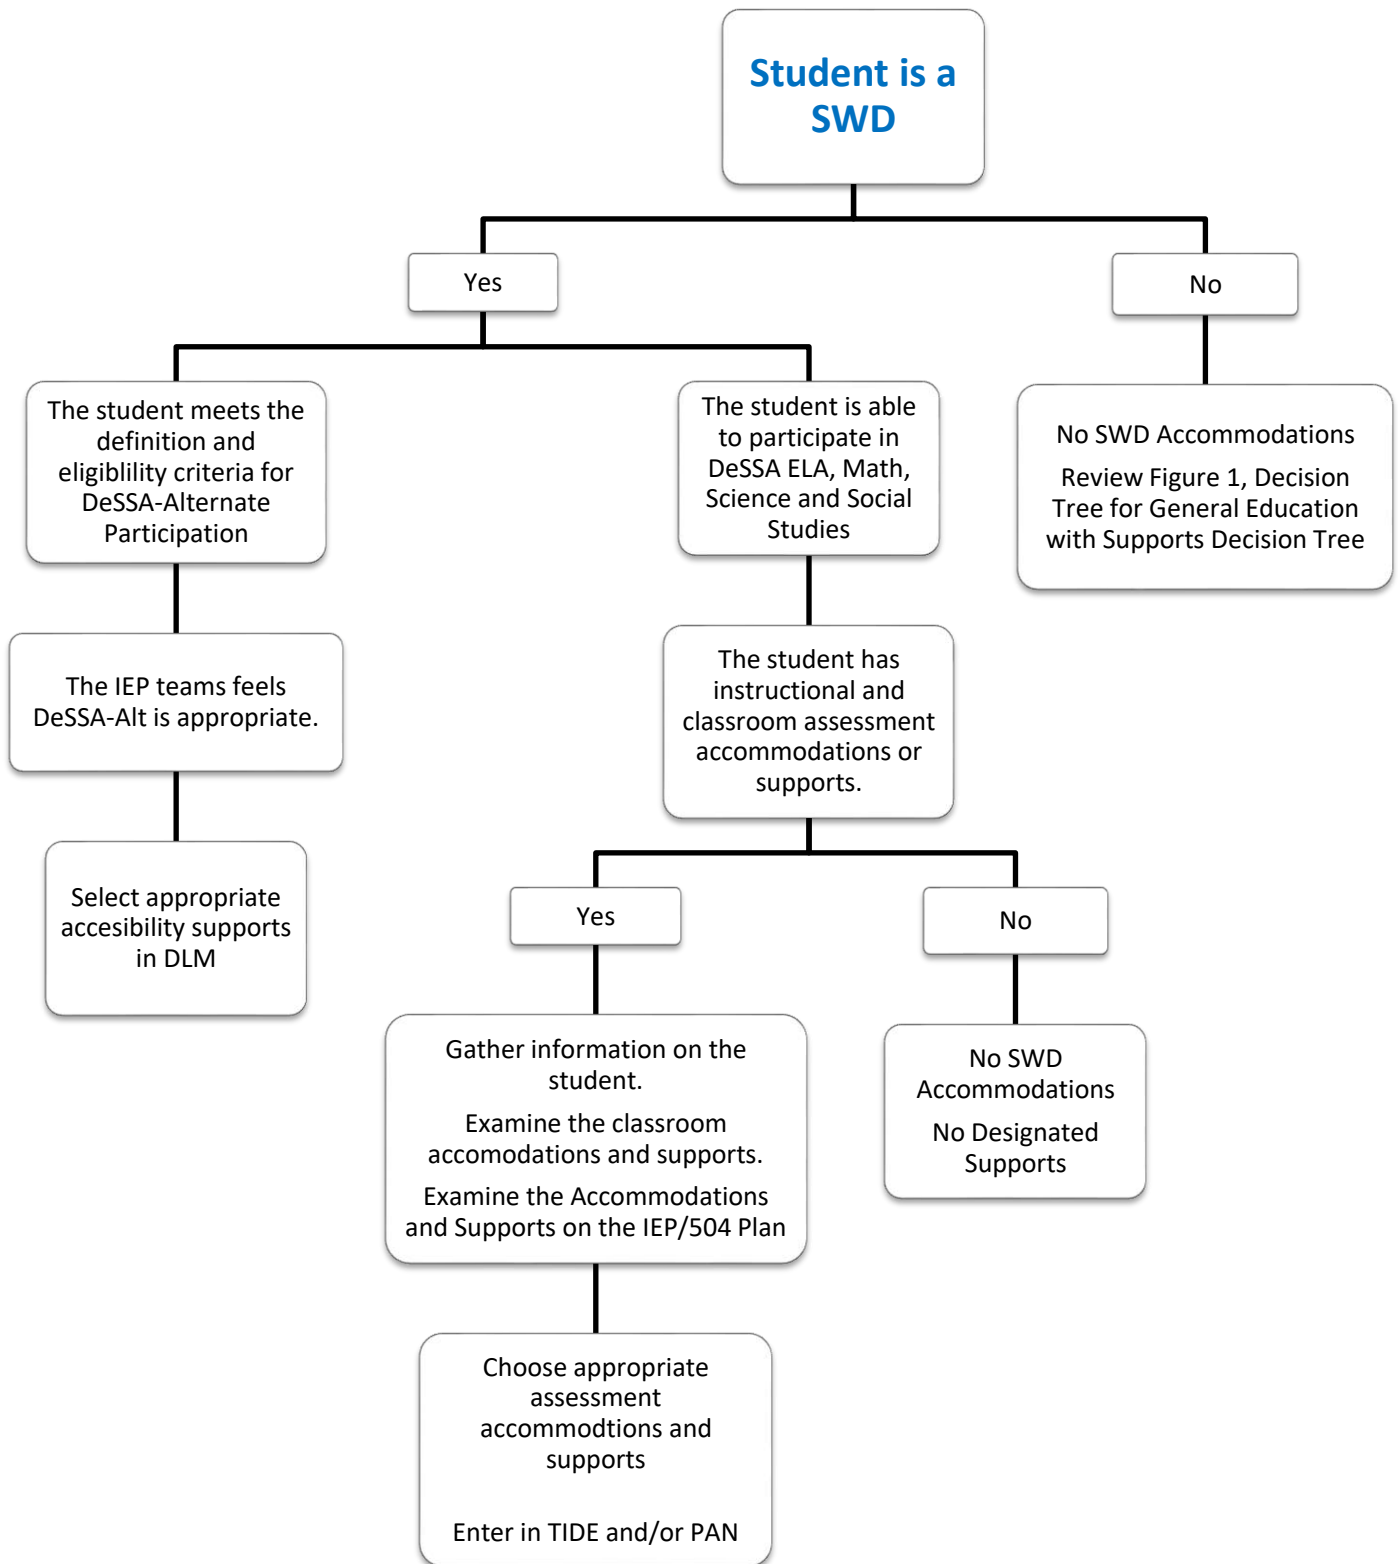 Student is a
SWD
Yes
No
The student meets the
definition and
eligiblility criteria for
DeSSA-Alternate
Participation
The student is able
to participate in
DeSSA ELA, Math,
Science and Social
Studies
No SWD Accommodations
Review Figure 1, Decision
Tree for General Education
with Supports Decision Tree
The IEP teams feels
DeSSA-Alt is appropriate.
The student has
instructional and
classroom assessment
accommodations or
supports.
Select appropriate
accesibility supports
in DLM
Yes
No
Gather information on the
student.
Examine the classroom
accomodations and supports.
Examine the Accommodations
and Supports on the IEP/504 Plan
No SWD
Accommodations
No Designated
Supports
Choose appropriate
assessment
accommodtions and
supports
Enter in TIDE and/or PAN